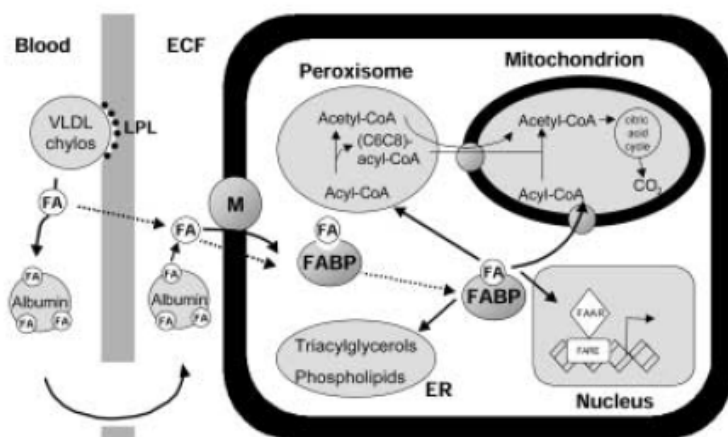 Blood
ECF
Peroxisome
Mitochondrion
VLDL
chylos
LPL
Acetyl-CoA
(C6C8)-
acyl-CoA
Acyl-CoA
Acetyl-CoA
citric
acid
cycle
CO2
Acyl-CoA
FA
FA
M
FA
FABP
FA
FABP
FA
Albumin
FA
FA
FA
Albumin
FA
FA
Triacylglycerols
Phospholipids
ER
FARE
Nucleus